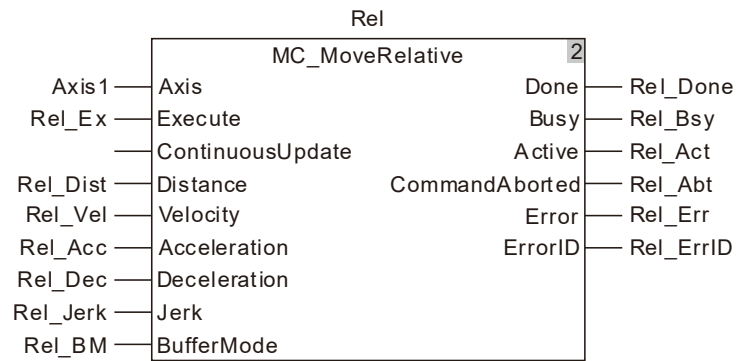 Rel
MC_MoveRelative 2
Axis1 Axis Done Rel_Done
Rel_Ex Execute Busy Rel_Bsy
ContinuousUpdate Active Rel_Act
Rel_Dist Distance CommandAborted Rel_Abt
Rel_Vel Velocity Error Rel_Err
Rel_Acc Acceleration ErrorID Rel_ErrID
Rel_Dec Deceleration
Rel_Jerk Jerk
Rel_BM BufferMode